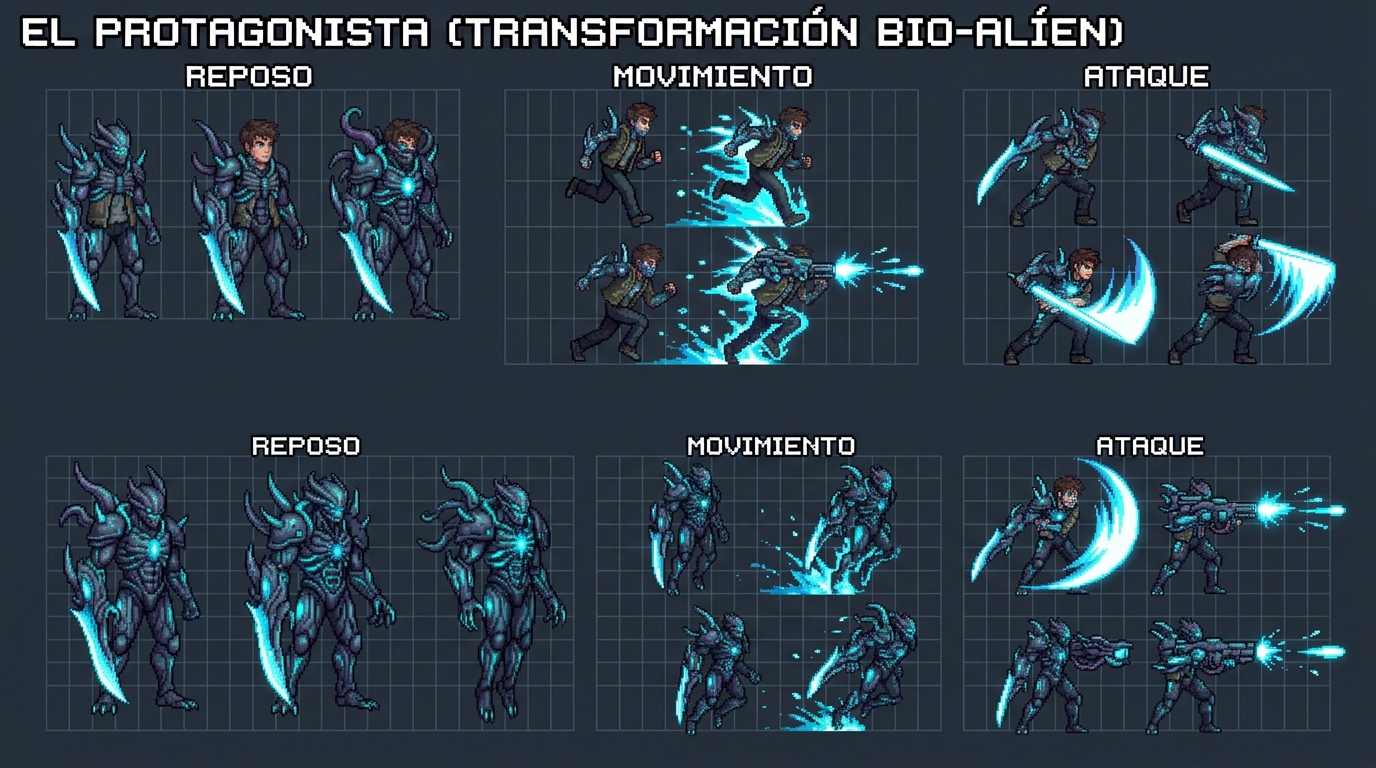 EL PROTAGONISTA (TRANSFORMACIÓN BIO-ALÍEN)
REPOSO
MOVIMIENTO
ATAQUE
REPOSO
MOVIMIENTO
ATAQUE